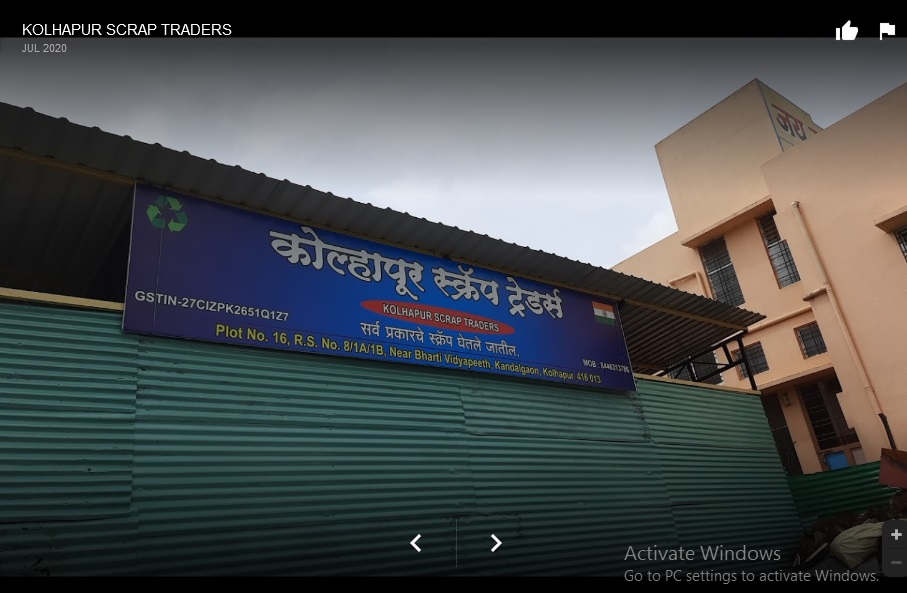 KOLHAPUR SCRAP TRADERS
JUL 2020
कोल्हापूर स्क्रॅप ट्रेडर्स
KOLHAPUR SCRAP TRADERS
GSTIN-27CIZPK2651Q1Z7
सर्व प्रकारचे स्क्रॅप घेतले जातील.
Plot No. 16, R.S. No. 8/1A/1B, Near Bharti Vidyapeeth, Kandalgaon, Kolhapur. 416 013
MOB :
Activate Windows
Go to PC settings to activate Windows.